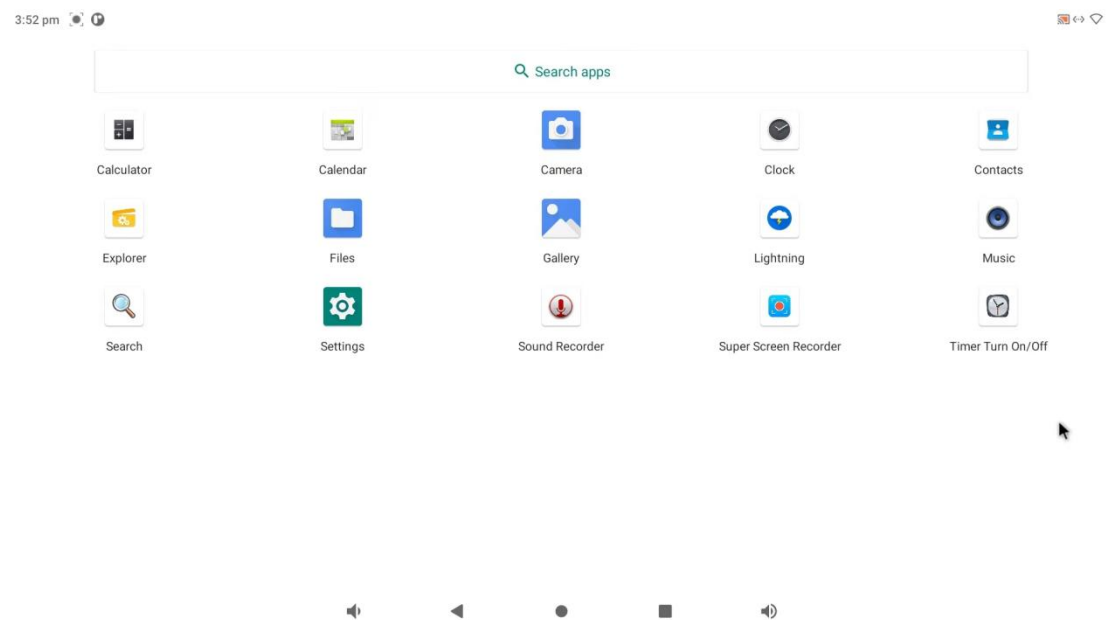 3:52 pm
Search apps
Calculator Calendar Camera Clock Contacts
Explorer Files Gallery Lightning Music
Search Settings Sound Recorder Super Screen Recorder Timer Turn On/Off